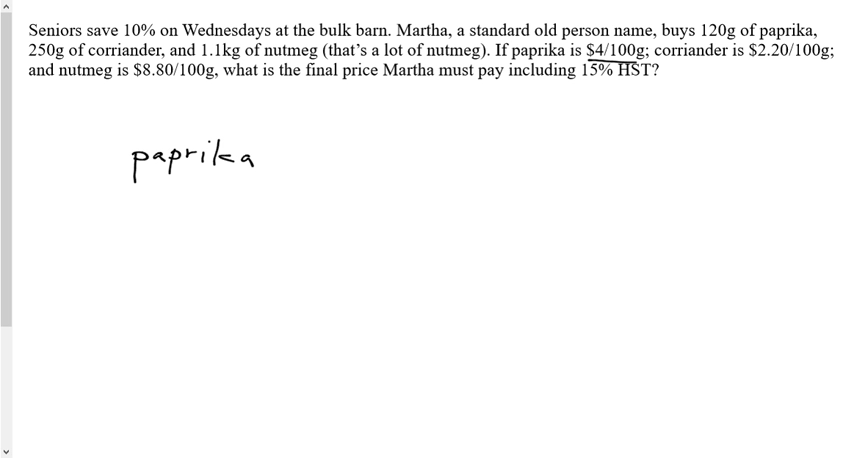 Seniors save 10% on Wednesdays at the bulk barn. Martha, a standard old person name, buys 120g of paprika,
250g of corriander, and 1.1kg of nutmeg (that’s a lot of nutmeg). If paprika is $4/100g; corriander is $2.20/100g;
and nutmeg is $8.80/100g, what is the final price Martha must pay including 15% HST?
paprika